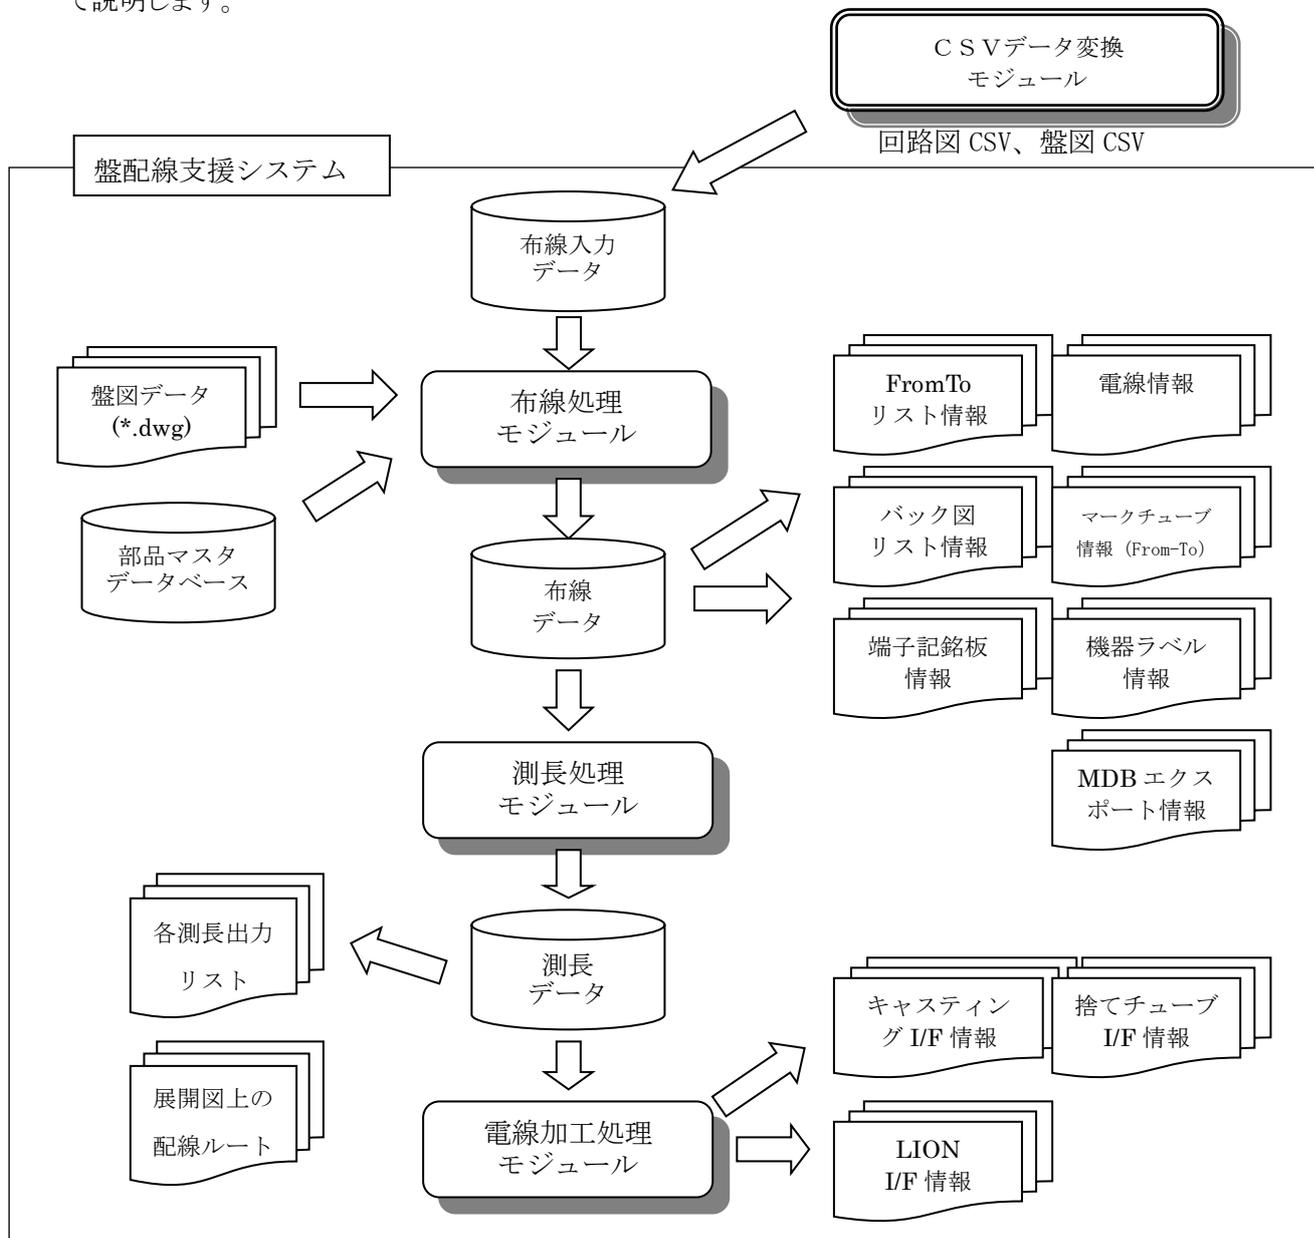 て説明します。
ＣＳＶデータ変換
モジュール
回路図 CSV、盤図 CSV
盤配線支援システム
布線入力
データ
盤図データ
(*.dwg)
布線処理
モジュール
FromTo
リスト情報
電線情報
部品マスタ
データベース
布線
データ
バック図
リスト情報
マークチューブ
情報（From-To）
端子記銘板
情報
機器ラベル
情報
測長処理
モジュール
MDB エクス
ポート情報
各測長出力
リスト
測長
データ
キャスティン
グ I/F 情報
捨てチューブ
I/F 情報
展開図上の
配線ルート
電線加工処理
モジュール
LION
I/F 情報